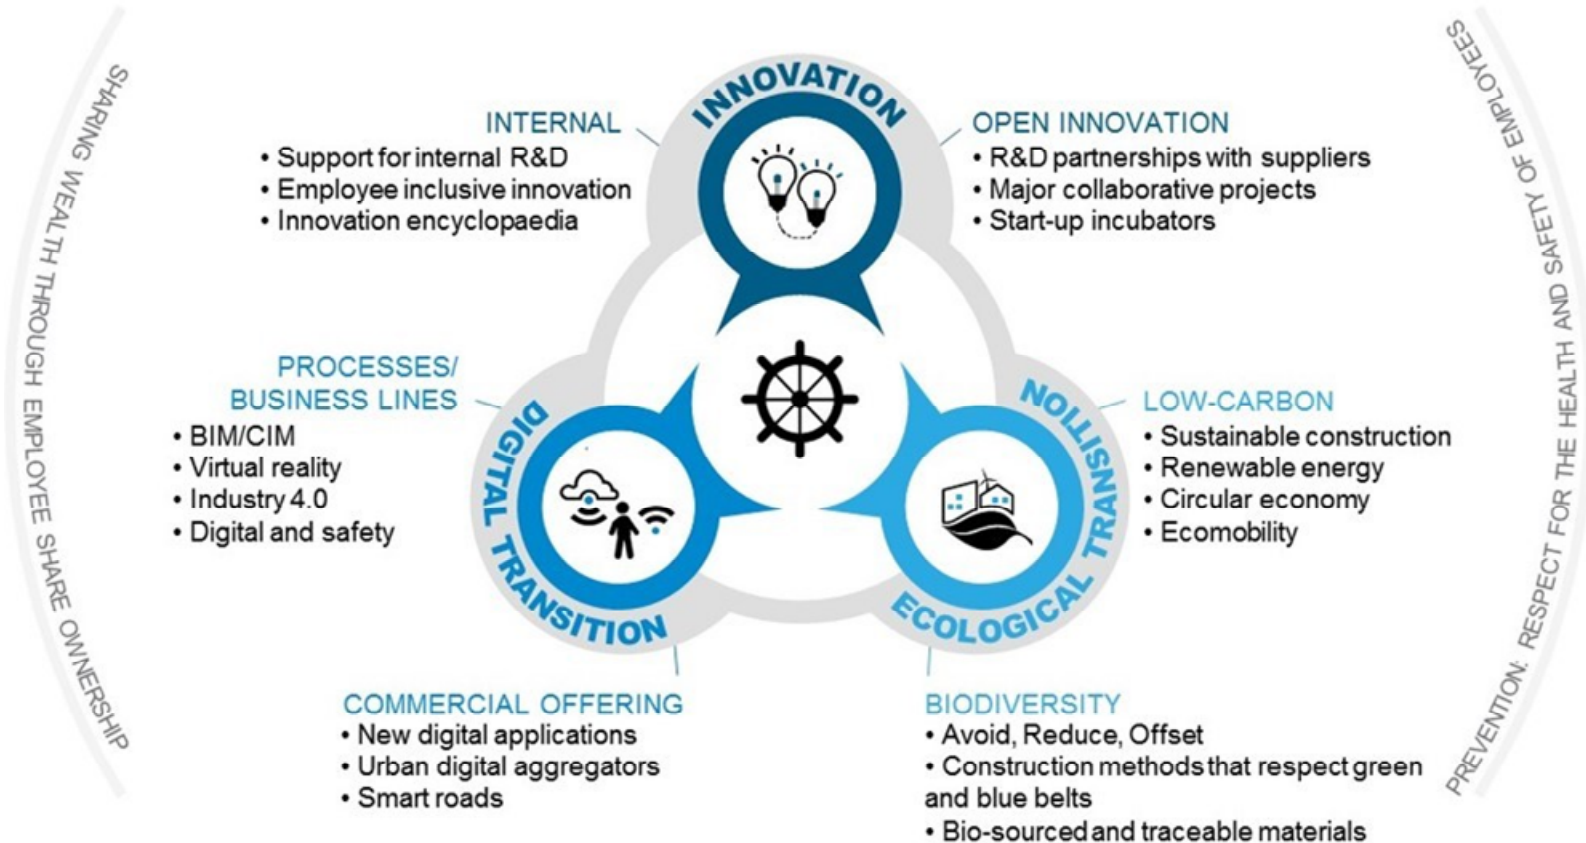 SHARING WEALTH THROUGH EMPLOYEE SHARE OWNERSHIP
INNOVATION
INTERNAL
• Support for internal R&D
• Employee inclusive innovation
• Innovation encyclopaedia
OPEN INNOVATION
• R&D partnerships with suppliers
• Major collaborative projects
• Start-up incubators
PROCESSES/
BUSINESS LINES
• BIM/CIM
• Virtual reality
• Industry 4.0
• Digital and safety
DIGITAL TRANSITION
COMMERCIAL OFFERING
• New digital applications
• Urban digital aggregators
• Smart roads
ECOLOGICAL TRANSISTION
LOW-CARBON
• Sustainable construction
• Renewable energy
• Circular economy
• Ecomobility
BIODIVERSITY
• Avoid, Reduce, Offset
• Construction methods that respect green
and blue belts
• Bio-sourced and traceable materials
PREVENTION: RESPECT FOR THE HEALTH AND SAFETY OF EMPLOYEES